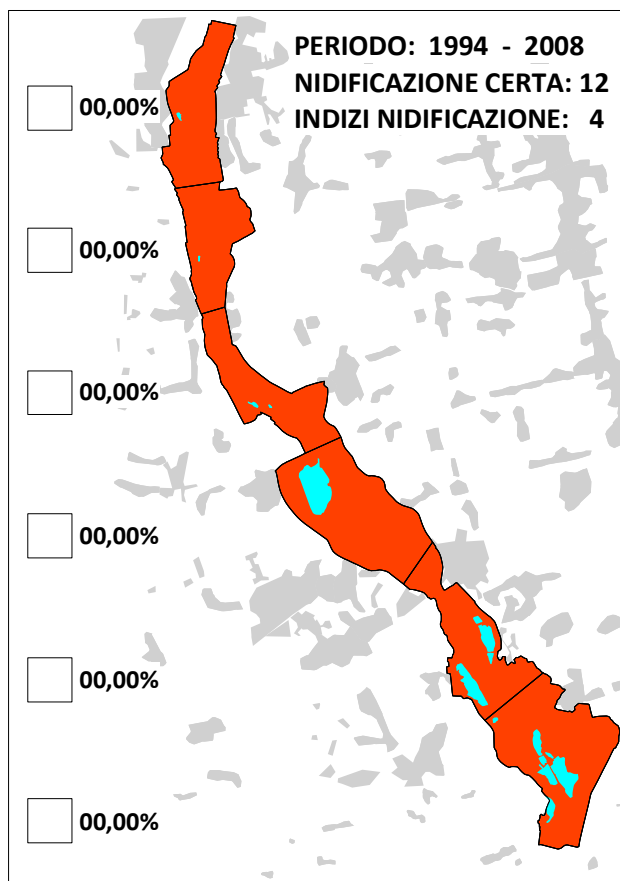 PERIODO: 1994 - 2008
NIDIFICAZIONE CERTA: 12
INDIZI NIDIFICAZIONE: 4
00,00%
00,00%
00,00%
00,00%
00,00%
00,00%